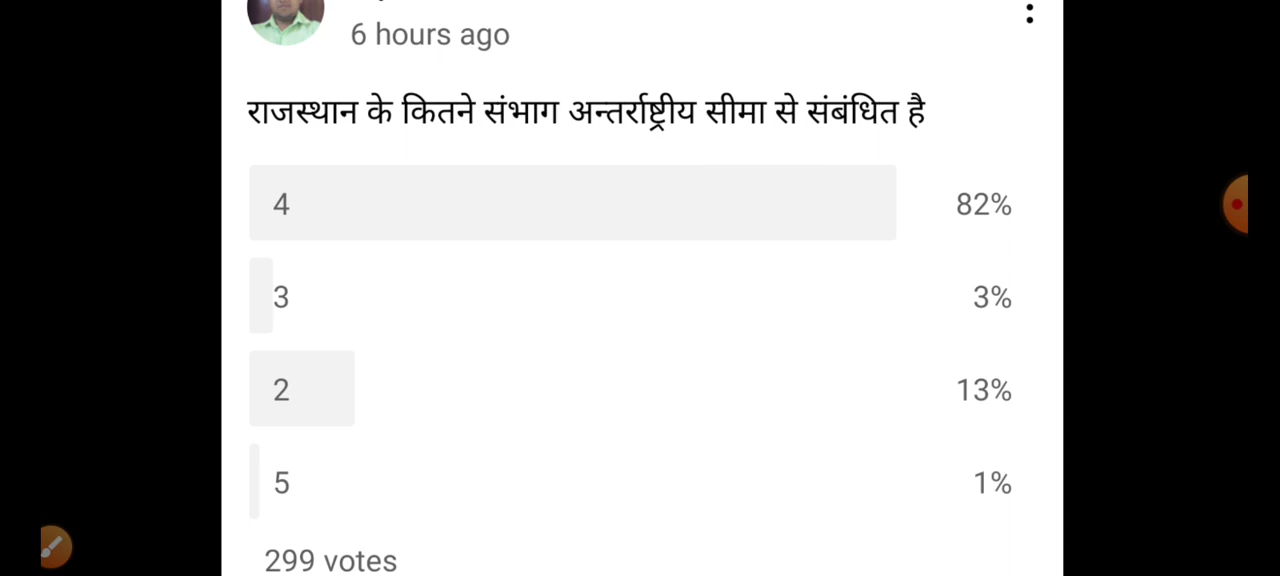 6 hours ago
राजस्थान के कितने संभाग अन्तर्राष्ट्रीय सीमा से संबंधित है
4 82%
3 3%
2 13%
5 1%
299 votes